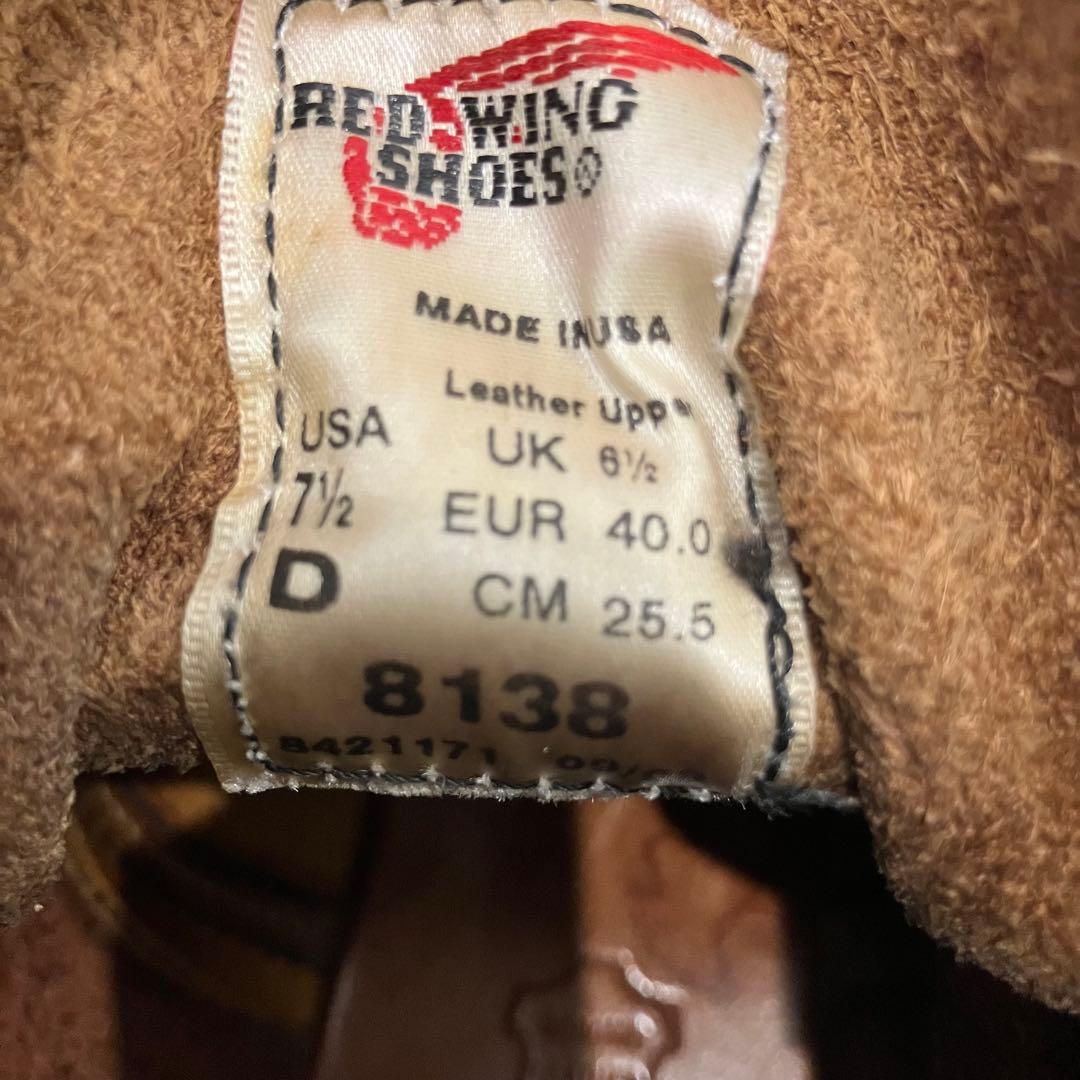 RED WING
SHOES®
MADE IN USA
Leather
USA UK 6½
7½ EUR 40.0
D CM 25.5
8138
8421171